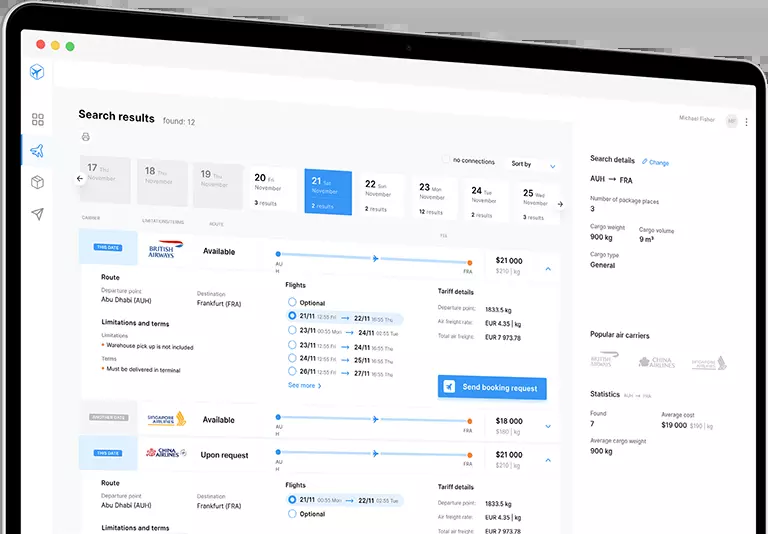 Michael Fisher
MF
Search results found: 12
no connections
Sort by
17 Thu
November
18 Thu
November
19 Thu
November
20 Fri
November
3 results
21 Sat
November
2 results
22 Sun
November
2 results
23 Mon
November
12 results
24 Tue
November
2 results
25 Wed
November
3 results
CARRIER
LIMITATIONS/TERMS
ROUTE
THIS DATE
BRITISH AIRWAYS
Available
AU
H
FRA
$21 000
$210 | kg
Route
Departure point
Abu Dhabi (AUH)
Destination
Frankfurt (FRA)
Limitations and terms
Limitations
Warehouse pick up is not included
Terms
Must be delivered in terminal
Flights
Optional
21/11 12:55 Fri → 22/11 16:55 Thu
23/11 00:55 Mon → 24/11 02:55 Tue
23/11 12:55 Fri → 24/11 16:55 Thu
24/11 12:55 Fri → 25/11 16:55 Thu
26/11 12:55 Fri → 27/11 16:55 Thu
See more >
Tariff details
Departure point: 1833.5 kg
Air freight rate: EUR 4.35 | kg
Total air freight: EUR 7 973.78
Send booking request
ANOTHER DATE
SINGAPORE AIRLINES
Available
AU
H
FRA
$18 000
$180 | kg
THIS DATE
CHINA AIRLINES
Upon request
AU
H
FRA
$21 000
$210 | kg
Route
Departure point
Abu Dhabi (AUH)
Destination
Frankfurt (FRA)
Limitations and terms
Flights
21/11 00:55 Mon → 22/11 02:55 Tue
Optional
Tariff details
Departure point: 1833.5 kg
Air freight rate: EUR 4.35 | kg
Total air freight: EUR 7 973.78
Search details Change
AUH → FRA
Number of package places
3
Cargo weight
900 kg
Cargo volume
9 m³
Cargo type
General
Popular air carriers
BRITISH AIRWAYS
CHINA AIRLINES
SINGAPORE AIRLINES
Statistics AUH → FRA
Found
7
Average cost
$19 000 $190 | kg
Average cargo weight
900 kg